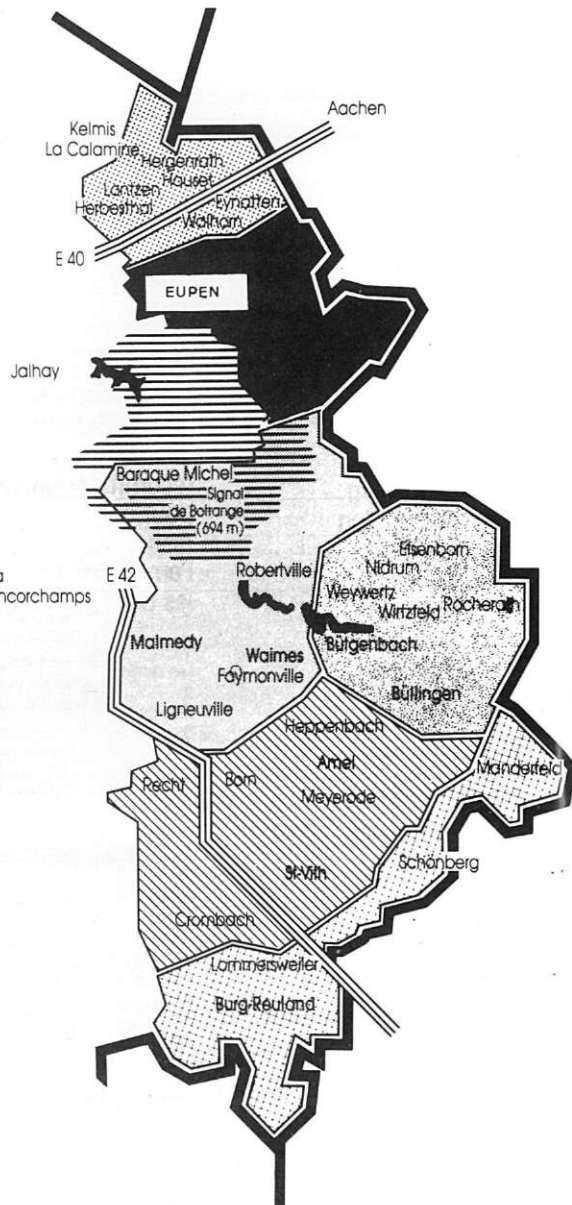 Aachen
Kelmis
La Calamine
Hergenrath
Hauset
Lontzen
Eynatten
Herbesthal
Walhorn
E 40
EUPEN
Jalhay
Baraque Michel
Signal
de Botrange
(694 m)
Elsenborn
Nidrum
Robertville
E 42
ncorchamps
Weywertz
Rocherath
Wirtzfeld
Malmedy
Bütgenbach
Waimes
Faymonville
Büllingen
Ligneuville
Heppenbach
Amel
Manderfeld
Recht
Born
Meyerode
Schönberg
St-Vith
Crombach
Lommersweiler
Burg-Reuland